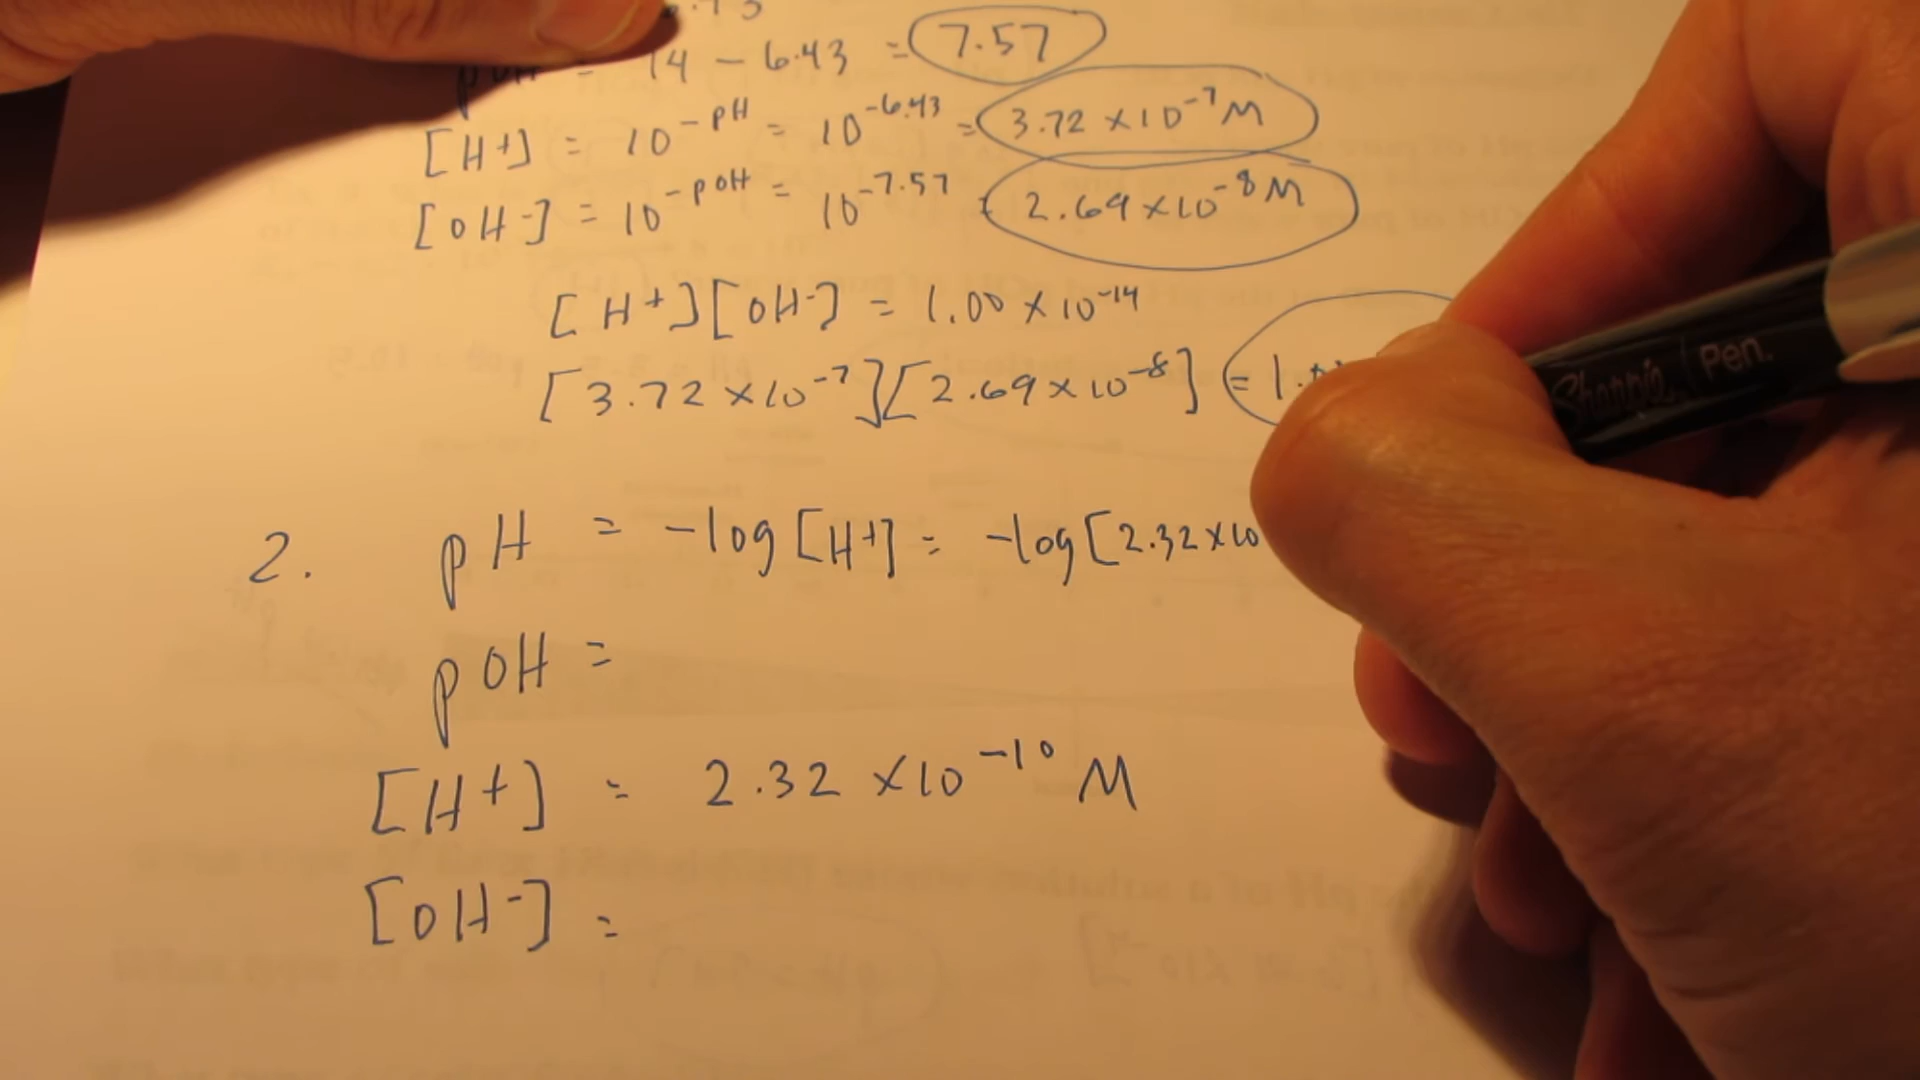 pOH = 14 - 6.43 = 7.57
[H+] = 10^-pH = 10^-6.43 = 3.72 x 10^-7 M
[OH-] = 10^-pOH = 10^-7.57 = 2.69 x 10^-8 M
[H+][OH-] = 1.00 x 10^-14
[3.72 x 10^-7][2.69 x 10^-8] = 1.
2. pH = -log [H+] = -log [2.32 x 10
pOH =
[H+] = 2.32 x 10^-10 M
[OH-] =
Sharpie Pen.